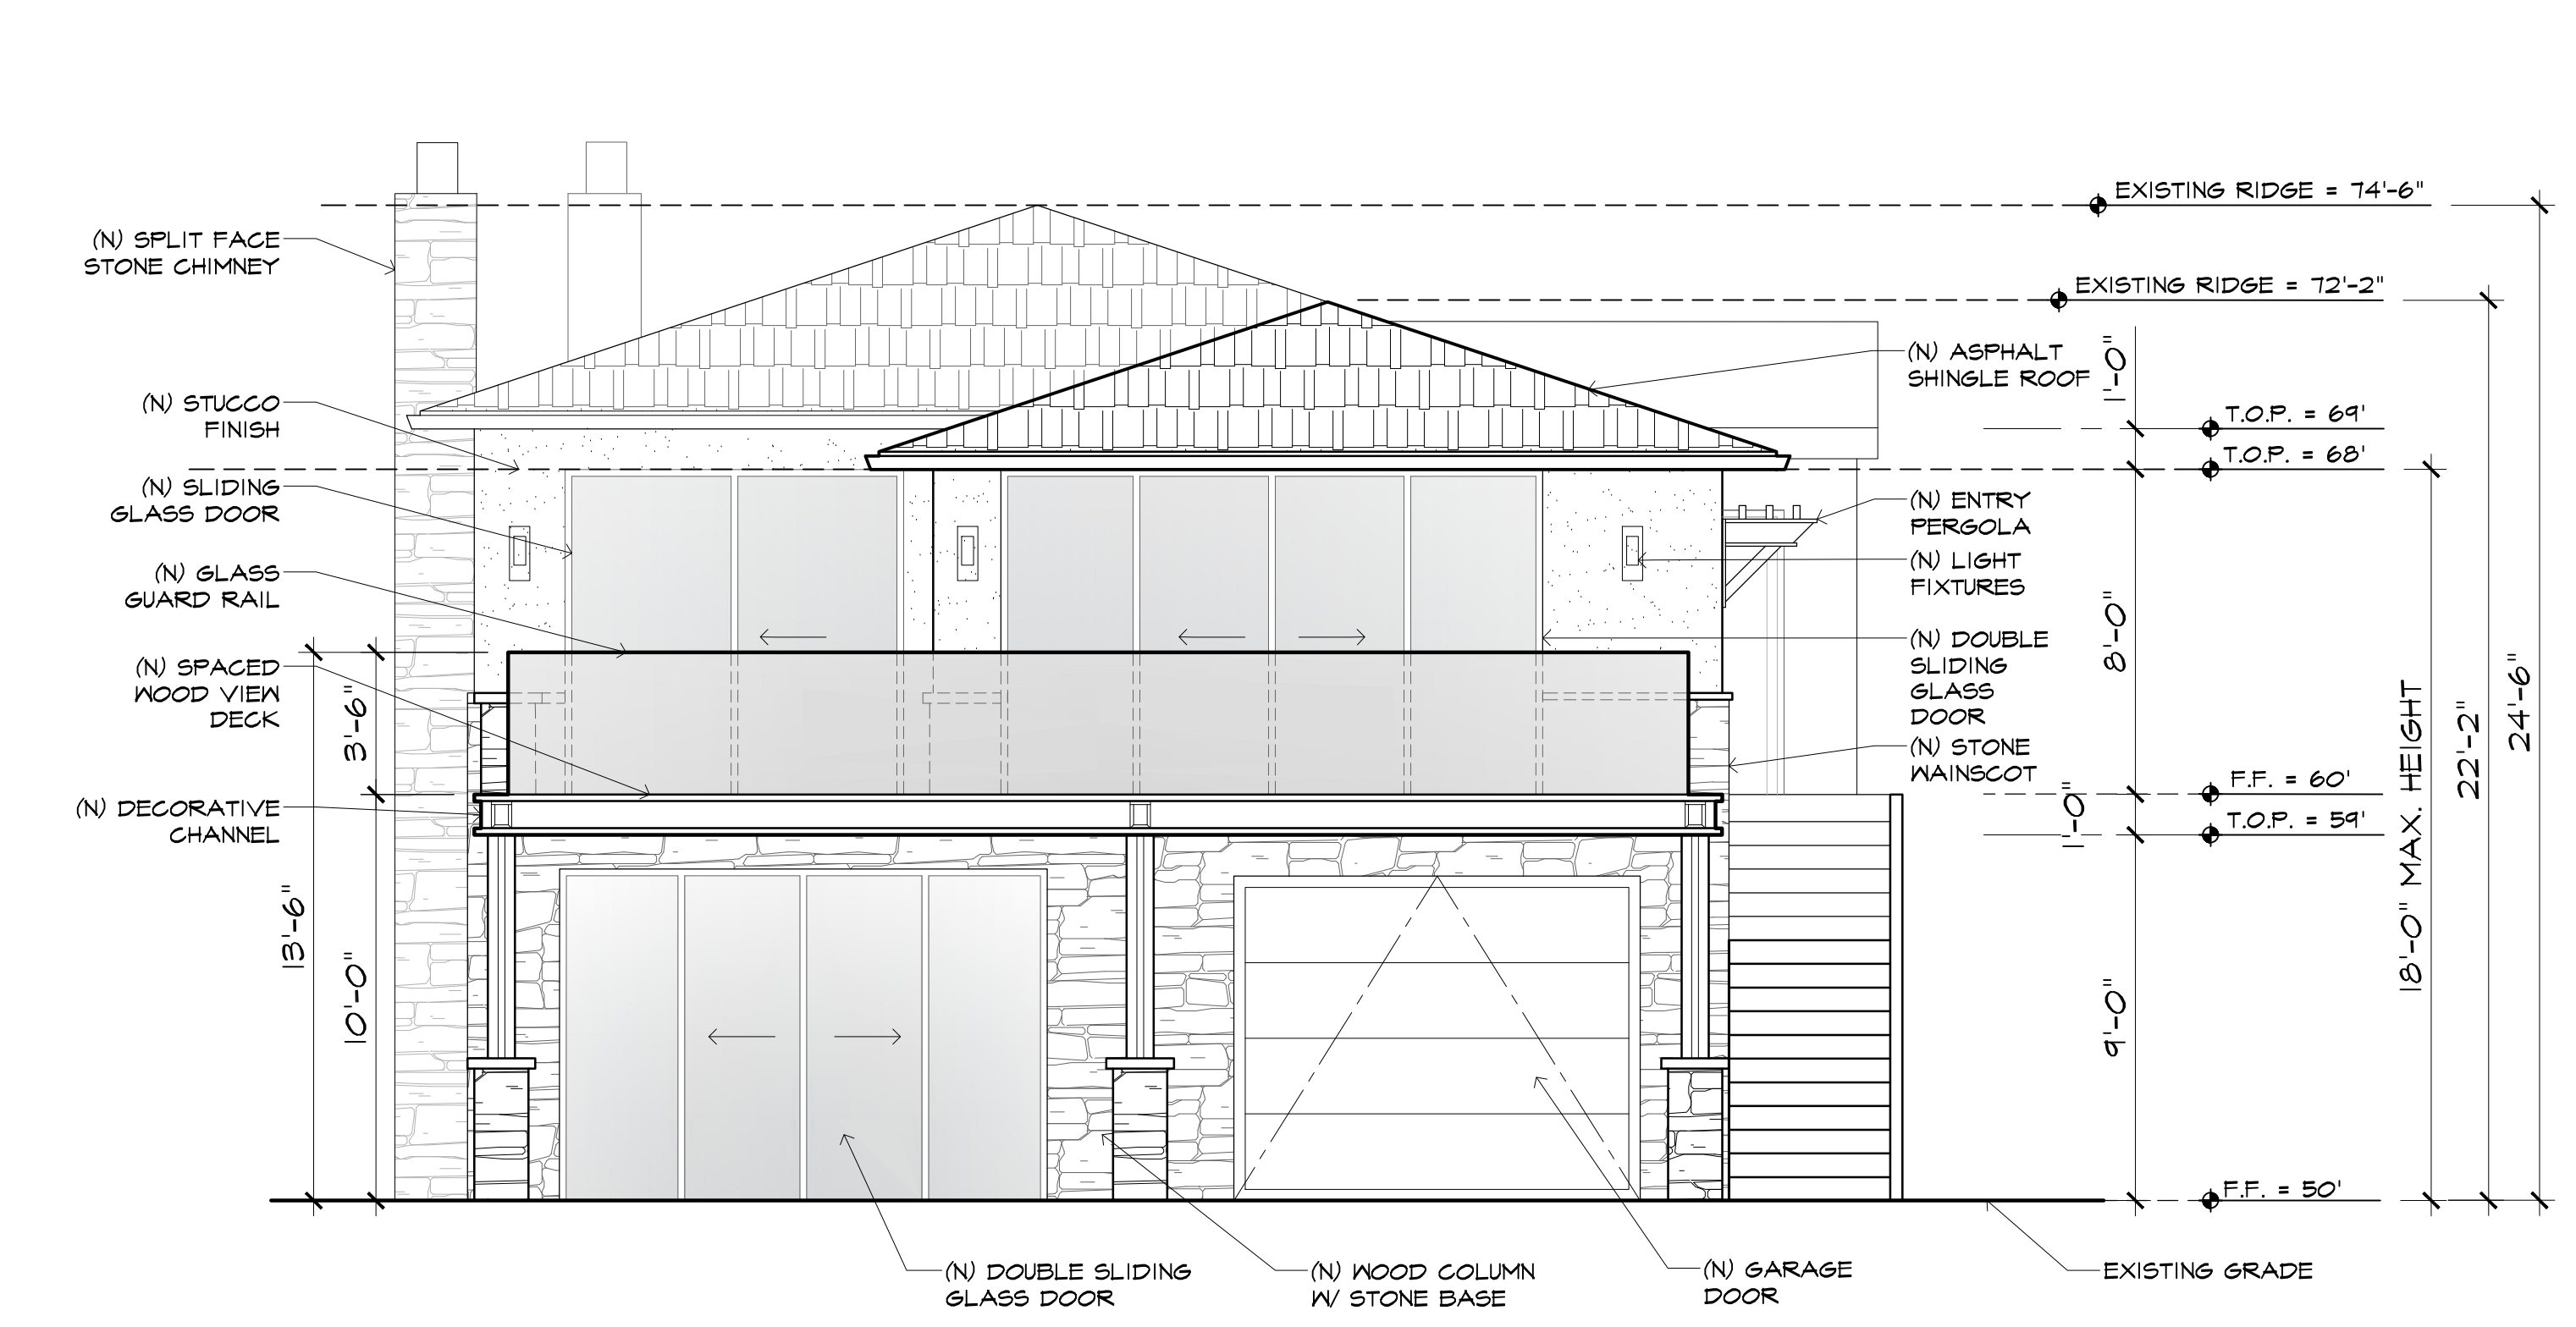 EXISTING RIDGE = 74'-6"
(N) SPLIT FACE
STONE CHIMNEY
EXISTING RIDGE = 72'-2"
(N) ASPHALT
SHINGLE ROOF
1'-0"
(N) STUCCO
FINISH
T.O.P. = 69'
T.O.P. = 68'
(N) SLIDING
GLASS DOOR
(N) ENTRY
PERGOLA
(N) LIGHT
FIXTURES
(N) GLASS
GUARD RAIL
8'-0"
(N) DOUBLE
SLIDING
GLASS
DOOR
(N) SPACED
WOOD VIEW
DECK
3'-6"
18'-0" MAX. HEIGHT
22'-2"
24'-6"
(N) STONE
WAINSCOT
F.F. = 60'
1'-0"
T.O.P. = 59'
(N) DECORATIVE
CHANNEL
13'-6"
10'-0"
9'-0"
F.F. = 50'
(N) DOUBLE SLIDING
GLASS DOOR
(N) WOOD COLUMN
W/ STONE BASE
(N) GARAGE
DOOR
EXISTING GRADE